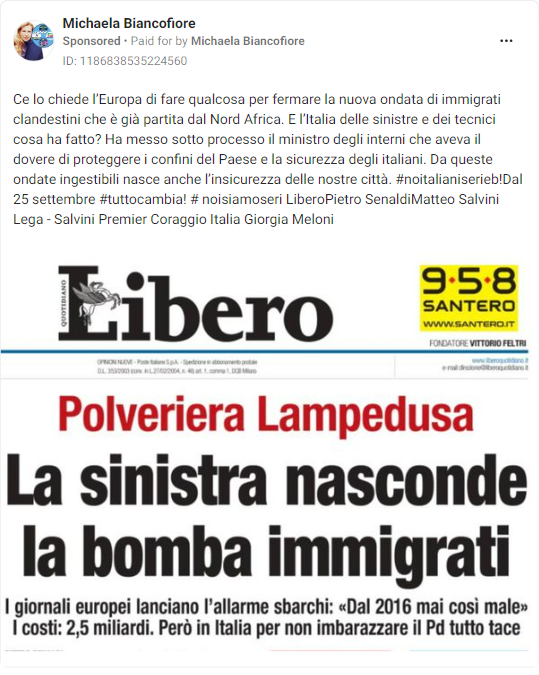 Michaela Biancofiore
Sponsored • Paid for by Michaela Biancofiore
ID: 1186838535224560
Ce lo chiede l'Europa di fare qualcosa per fermare la nuova ondata di immigrati
clandestini che è già partita dal Nord Africa. E l'Italia delle sinistre e dei tecnici
cosa ha fatto? Ha messo sotto processo il ministro degli interni che aveva il
dovere di proteggere i confini del Paese e la sicurezza degli italiani. Da queste
ondate ingestibili nasce anche l'insicurezza delle nostre città. #noitalianiserieb!Dal
25 settembre #tuttocambia! # noisiamoseri LiberoPietro SenaldiMatteo Salvini
Lega - Salvini Premier Coraggio Italia Giorgia Meloni
QUOTIDIANO
Libero
9·5·8
SANTERO
WWW.SANTERO.IT
FONDATORE VITTORIO FELTRI
OPINIONI NUOVE - Poste Italiane S.p.A. - Spedizione in abbonamento postale
D.L. 353/2003 (conv. in L.27/02/2004, n. 46) art. 1, comma 1, DCB Milano
www.liberoquotidiano.it
e-mail:direzione@liberoquotidiano.it
Polveriera Lampedusa
La sinistra nasconde
la bomba immigrati
I giornali europei lanciano l'allarme sbarchi: «Dal 2016 mai così male»
I costi: 2,5 miliardi. Però in Italia per non imbarazzare il Pd tutto tace